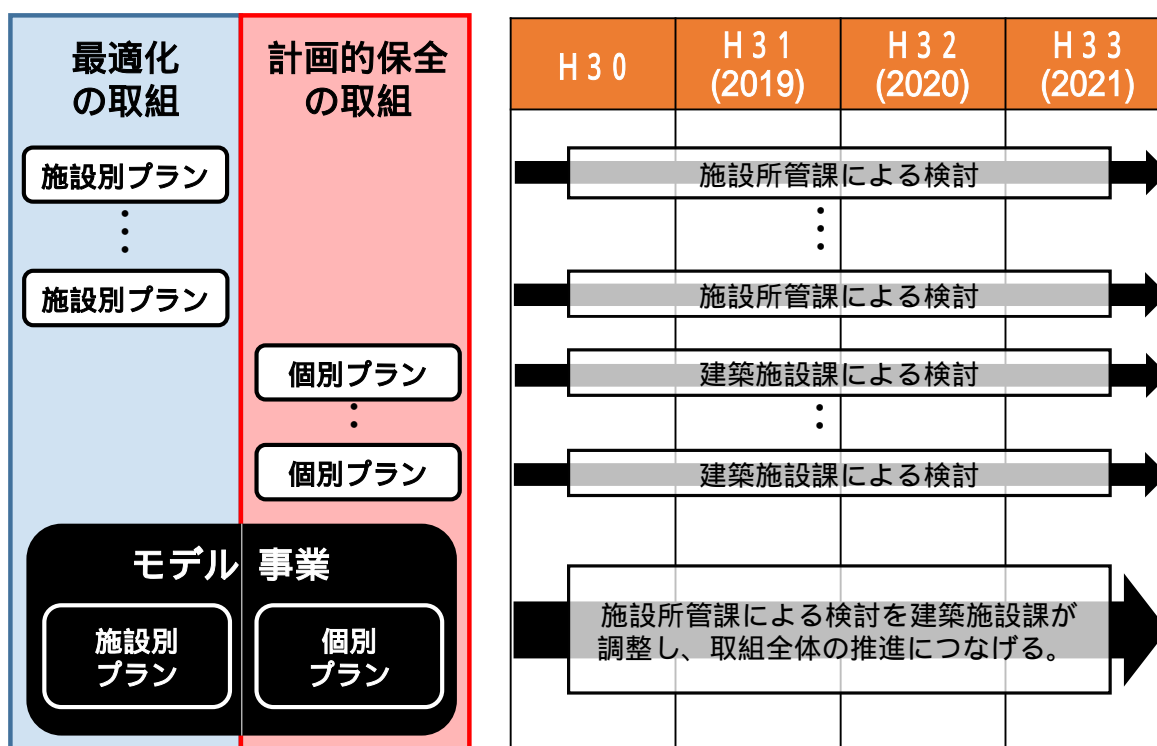 最適化
の取組
計画的保全
の取組
Ｈ３０
Ｈ３１
(2019)
Ｈ３２
(2020)
Ｈ３３
(2021)
施設別プラン
施設所管課による検討
施設別プラン
施設所管課による検討
個別プラン
建築施設課による検討
個別プラン
建築施設課による検討
モデル事業
施設別
プラン
個別
プラン
施設所管課による検討を建築施設課が
調整し、取組全体の推進につなげる。